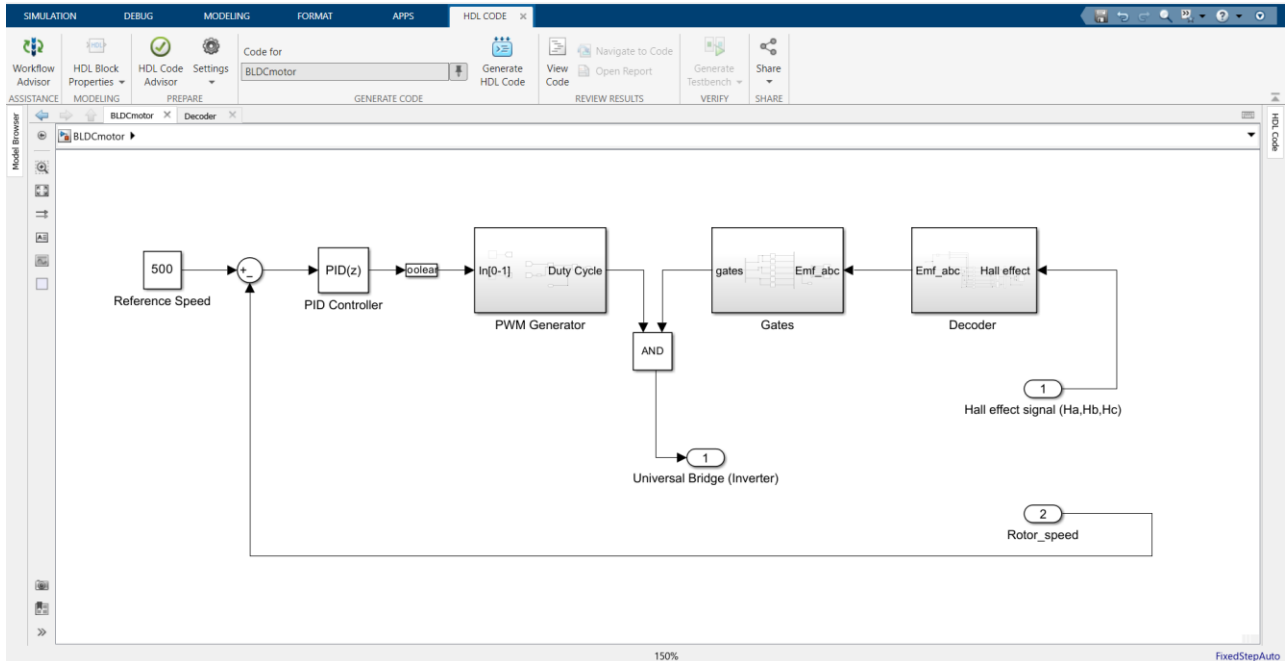 SIMULATION DEBUG MODELING FORMAT APPS HDL CODE
Workflow Advisor
HDL Block Properties
HDL Code Advisor
Settings
Code for
BLDCmotor
Generate HDL Code
View Code
Navigate to Code
Open Report
Generate Testbench
Share
ASSISTANCE MODELING PREPARE GENERATE CODE REVIEW RESULTS VERIFY SHARE
Model Browser
BLDCmotor Decoder
HDL Code
BLDCmotor
500
Reference Speed
+_
PID(z)
PID Controller
oolear
In[0-1] Duty Cycle
PWM Generator
gates Emf_abc
Gates
Emf_abc Hall effect
Decoder
AND
1
Hall effect signal (Ha,Hb,Hc)
1
Universal Bridge (Inverter)
2
Rotor_speed
150%
FixedStepAuto